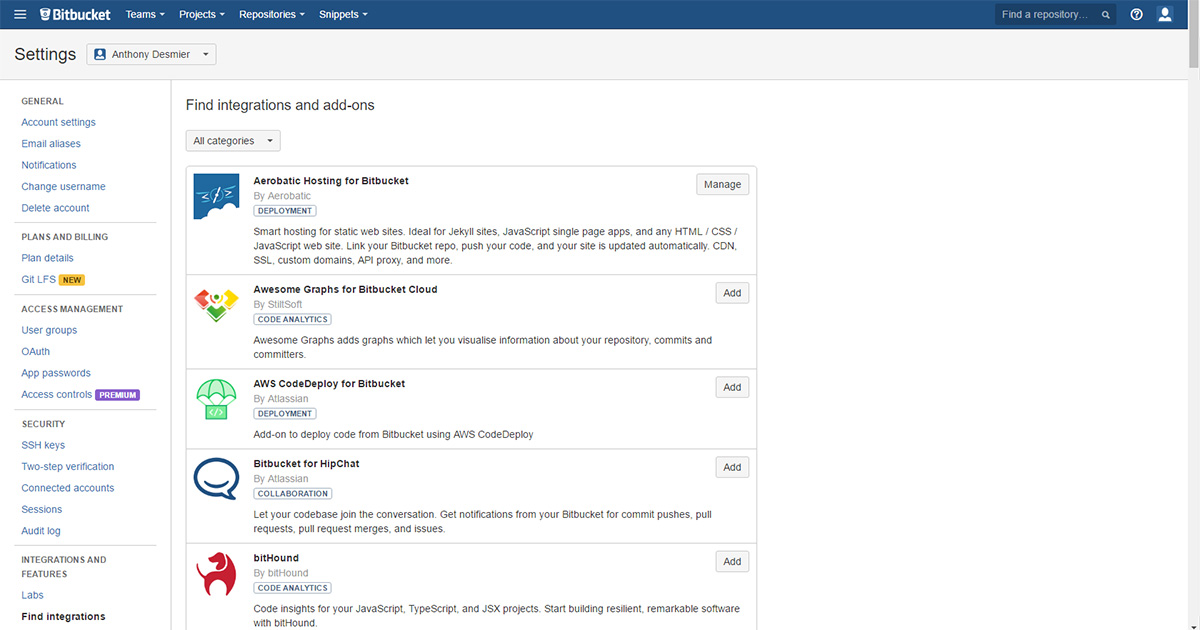 Bitbucket Teams Projects Repositories Snippets Find a repository...
Settings Anthony Desmier
GENERAL
Account settings
Email aliases
Notifications
Change username
Delete account
PLANS AND BILLING
Plan details
Git LFS NEW
ACCESS MANAGEMENT
User groups
OAuth
App passwords
Access controls PREMIUM
SECURITY
SSH keys
Two-step verification
Connected accounts
Sessions
Audit log
INTEGRATIONS AND
FEATURES
Labs
Find integrations
Find integrations and add-ons
All categories
Aerobatic Hosting for Bitbucket
Manage
By Aerobatic
DEPLOYMENT
Smart hosting for static web sites. Ideal for Jekyll sites, JavaScript single page apps, and any HTML / CSS /
JavaScript web site. Link your Bitbucket repo, push your code, and your site is updated automatically. CDN,
SSL, custom domains, API proxy, and more.
Awesome Graphs for Bitbucket Cloud
Add
By StiltSoft
CODE ANALYTICS
Awesome Graphs adds graphs which let you visualise information about your repository, commits and
committers.
AWS CodeDeploy for Bitbucket
Add
By Atlassian
DEPLOYMENT
Add-on to deploy code from Bitbucket using AWS CodeDeploy
Bitbucket for HipChat
Add
By Atlassian
COLLABORATION
Let your codebase join the conversation. Get notifications from your Bitbucket for commit pushes, pull
requests, pull request merges, and issues.
bitHound
Add
By bitHound
CODE ANALYTICS
Code insights for your JavaScript, TypeScript, and JSX projects. Start building resilient, remarkable software
with bitHound.